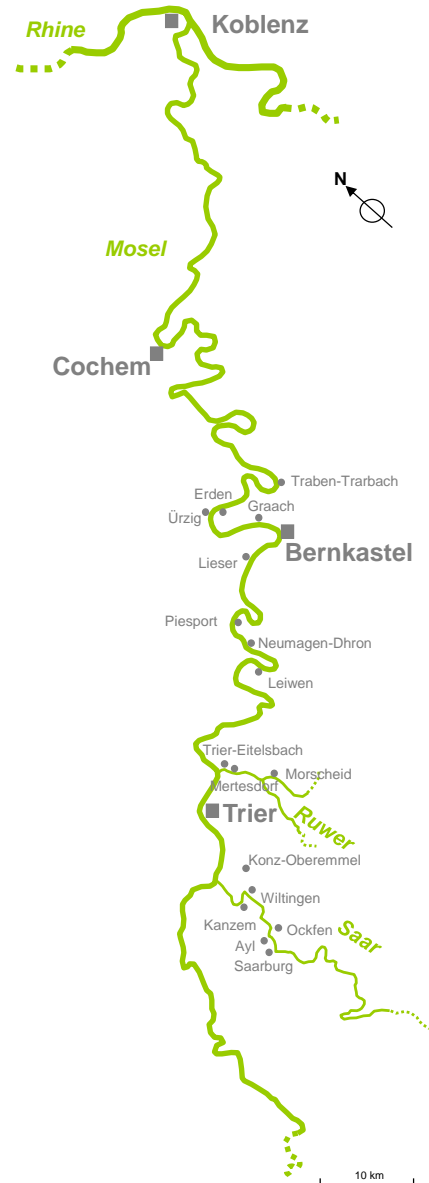 Koblenz
Rhine
N
Mosel
Cochem
Traben-Trarbach
Erden
Graach
Ürzig
Bernkastel
Lieser
Piesport
Neumagen-Dhron
Leiwen
Trier-Eitelsbach
Morscheid
Mertesdorf
Trier
Ruwer
Konz-Oberemmel
Wiltingen
Kanzem
Ockfen
Saar
Ayl
Saarburg
10 km